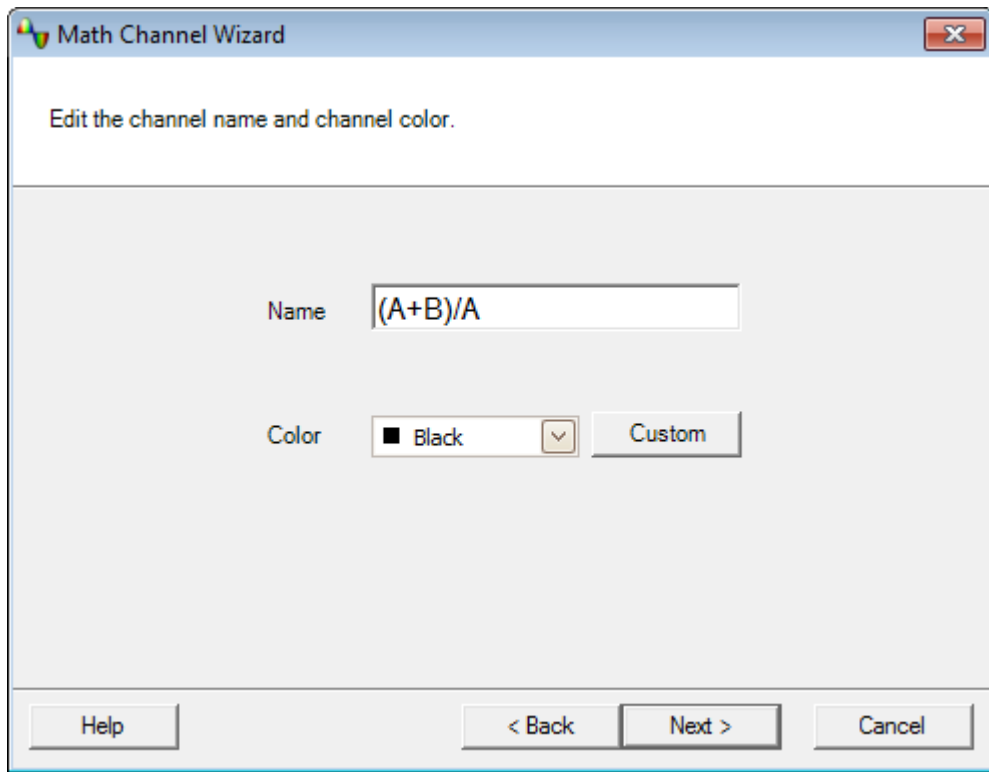 Math Channel Wizard
Edit the channel name and channel color.
Name (A+B)/A
Color Black Custom
Help < Back Next > Cancel